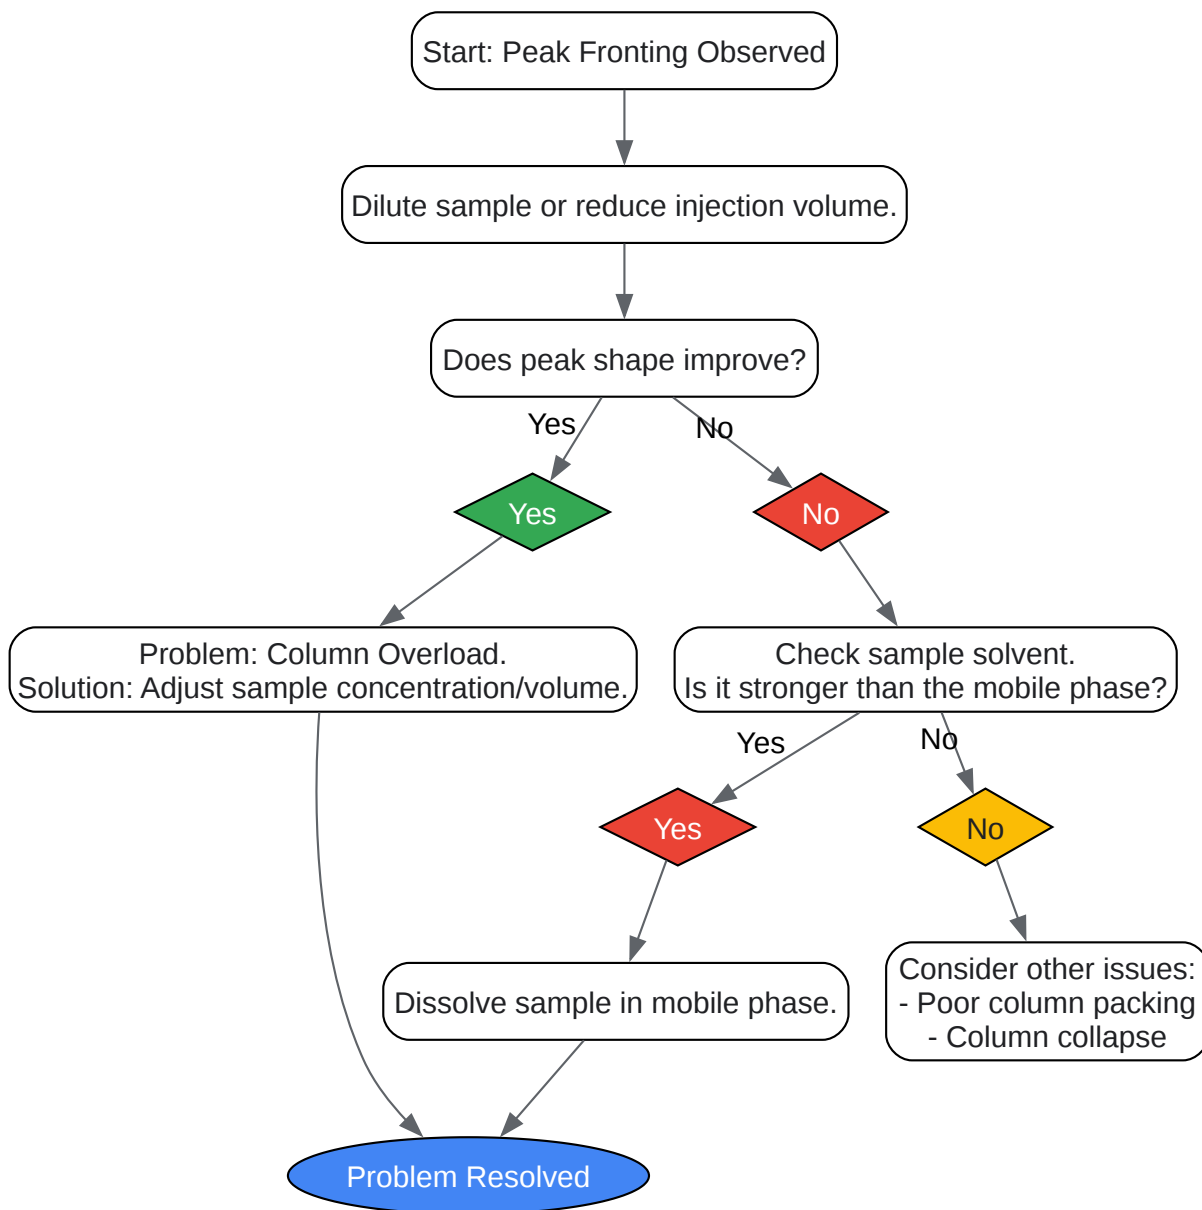 Start: Peak Fronting Observed
Dilute sample or reduce injection volume.
Does peak shape improve?
Yes
No
Yes
No
Problem: Column Overload.
Solution: Adjust sample concentration/volume.
Check sample solvent.
Is it stronger than the mobile phase?
Yes
No
Yes
No
Dissolve sample in mobile phase.
Consider other issues:
- Poor column packing
- Column collapse
Problem Resolved